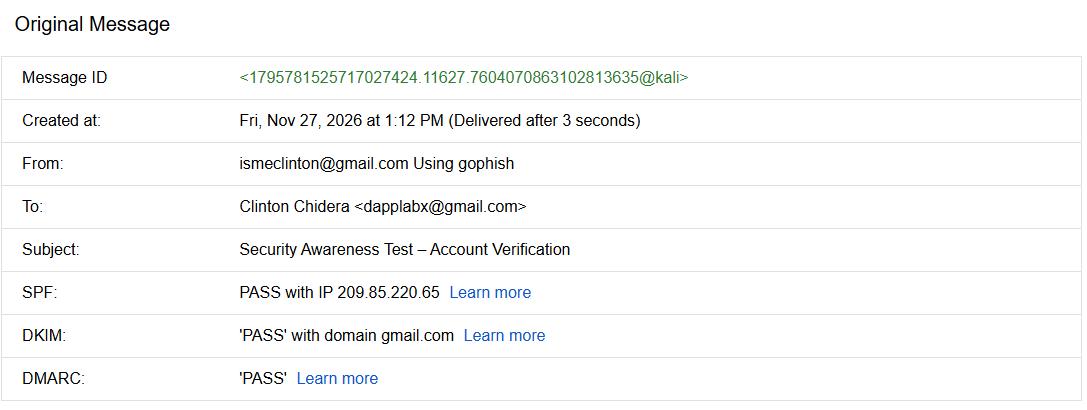 Original Message
Message ID <1795781525717027424.11627.7604070863102813635@kali>
Created at: Fri, Nov 27, 2026 at 1:12 PM (Delivered after 3 seconds)
From: ismeclinton@gmail.com Using gophish
To: Clinton Chidera <dapplabx@gmail.com>
Subject: Security Awareness Test – Account Verification
SPF: PASS with IP 209.85.220.65 Learn more
DKIM: 'PASS' with domain gmail.com Learn more
DMARC: 'PASS' Learn more